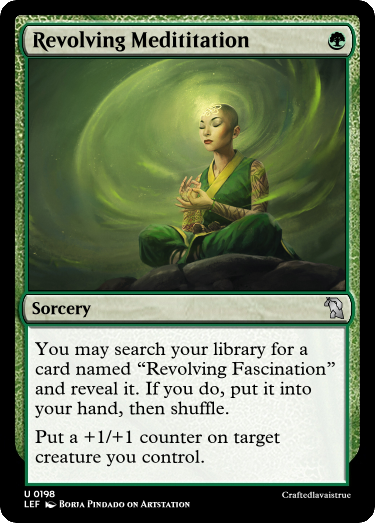 Revolving Medititation
Sorcery
You may search your library for a
card named “Revolving Fascination”
and reveal it. If you do, put it into
your hand, then shuffle.
Put a +1/+1 counter on target
creature you control.
U 0198
LEF Borja Pindado on Artstation
Craftedlavaistrue